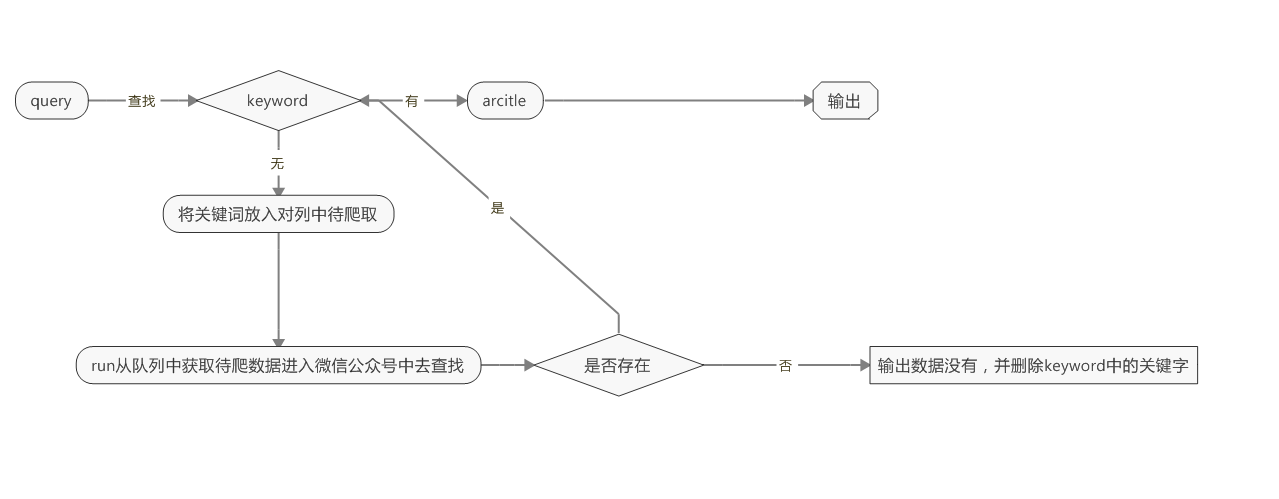 query
查找
keyword
有
arcitle
输出
无
将关键词放入对列中待爬取
是
run从队列中获取待爬数据进入微信公众号中去查找
是否存在
否
输出数据没有，并删除keyword中的关键字